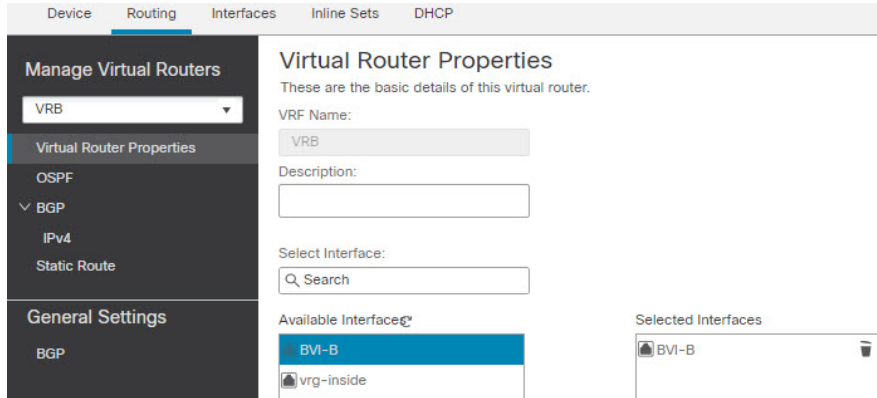 Device Routing Interfaces Inline Sets DHCP
Manage Virtual Routers
VRB
Virtual Router Properties
OSPF
BGP
IPv4
Static Route
General Settings
BGP
Virtual Router Properties
These are the basic details of this virtual router.
VRF Name:
VRB
Description:
Select Interface:
Search
Available Interfaces
BVI-B
vrg-inside
Selected Interfaces
BVI-B